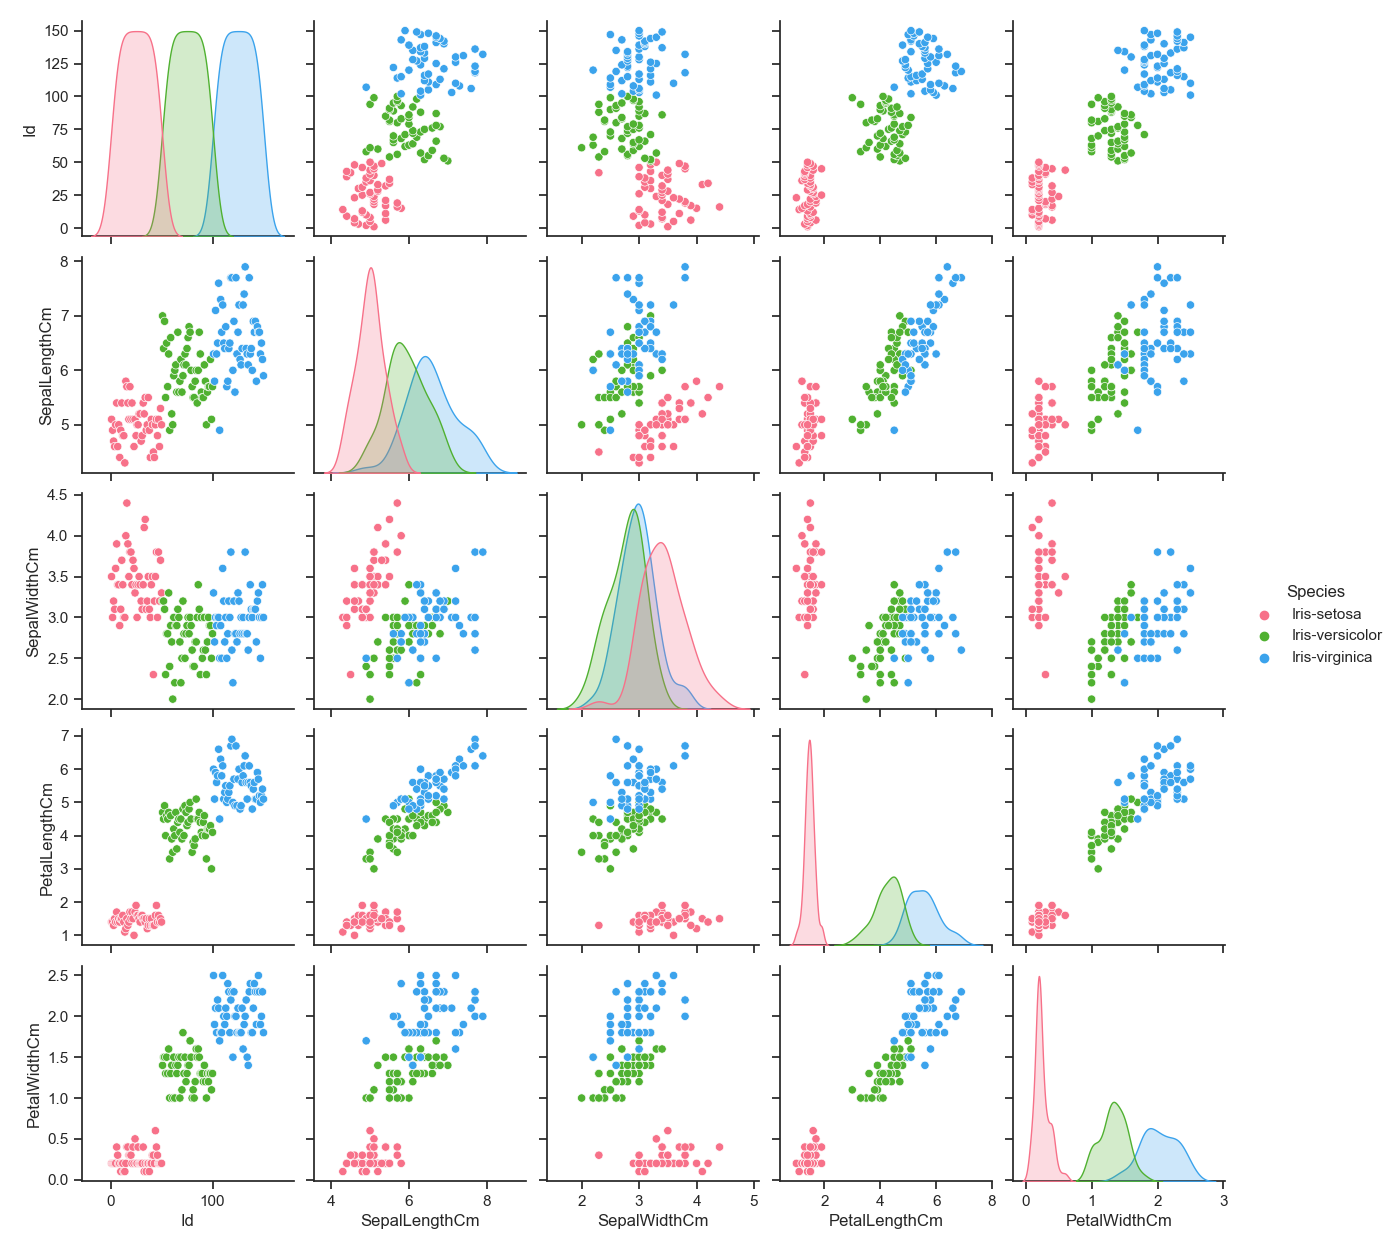 150
125
100
75
50
25
0
Id
8
7
6
5
SepalLengthCm
4.5
4.0
3.5
3.0
2.5
2.0
SepalWidthCm
Species
Iris-setosa
Iris-versicolor
Iris-virginica
7
6
5
4
3
2
1
PetalLengthCm
2.5
2.0
1.5
1.0
0.5
0.0
PetalWidthCm
0 100
4 6 8
2 3 4 5
2 4 6 8
0 1 2 3
Id SepalLengthCm SepalWidthCm PetalLengthCm PetalWidthCm